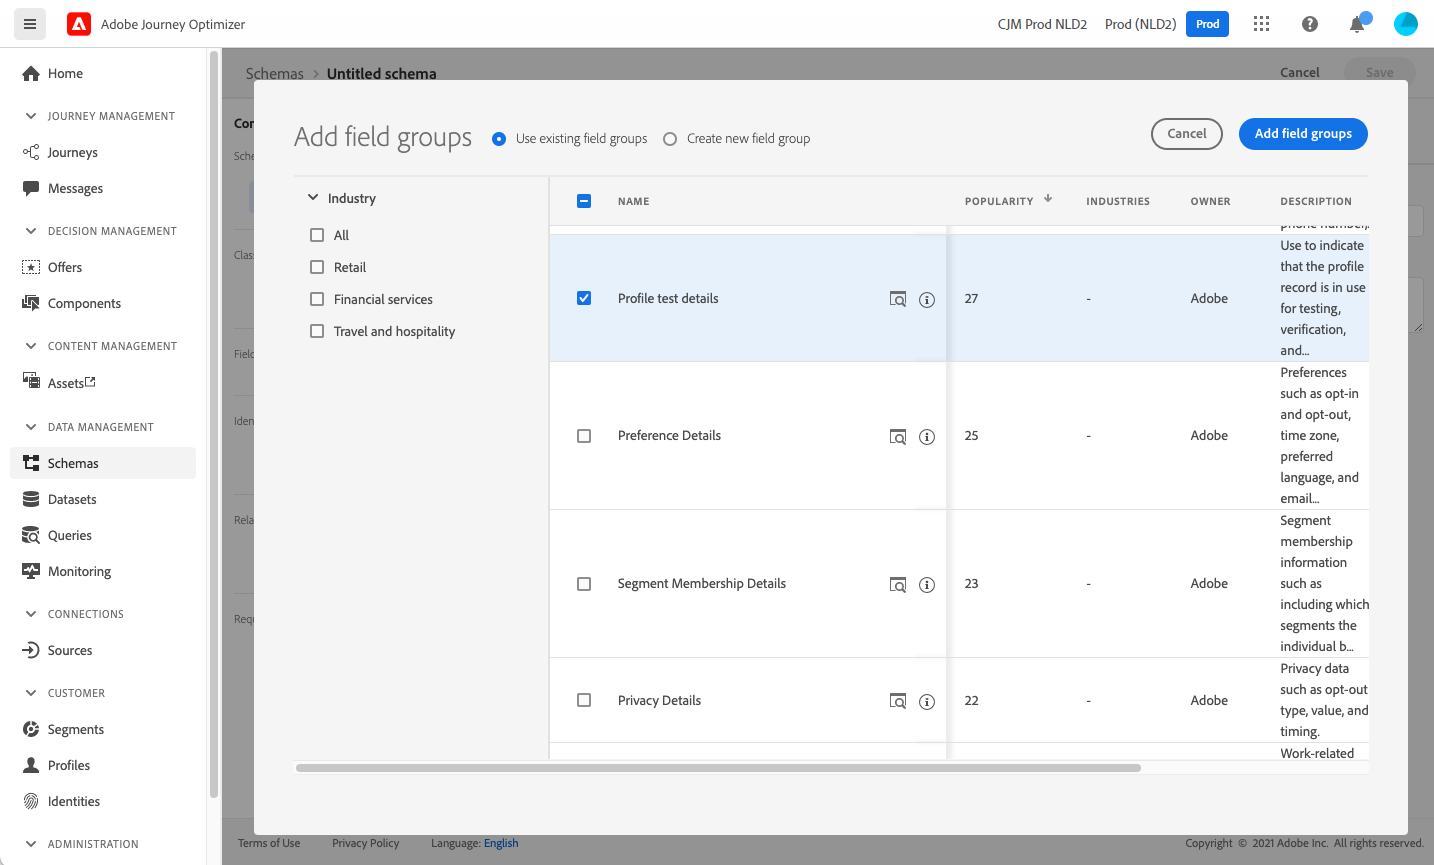 Adobe Journey Optimizer
CJM Prod NLD2
Prod (NLD2)
Prod
Home
JOURNEY MANAGEMENT
Journeys
Messages
DECISION MANAGEMENT
Offers
Components
CONTENT MANAGEMENT
Assets
DATA MANAGEMENT
Schemas
Datasets
Queries
Monitoring
CONNECTIONS
Sources
CUSTOMER
Segments
Profiles
Identities
ADMINISTRATION
Schemas > Untitled schema
Cancel
Save
Add field groups
Use existing field groups
Create new field group
Cancel
Add field groups
Industry
All
Retail
Financial services
Travel and hospitality
NAME
POPULARITY
INDUSTRIES
OWNER
DESCRIPTION
Profile test details
27
-
Adobe
Use to indicate
that the profile
record is in use
for testing,
verification,
and...
Preference Details
25
-
Adobe
Preferences
such as opt-in
and opt-out,
time zone,
preferred
language, and
email...
Segment Membership Details
23
-
Adobe
Segment
membership
information
such as
including which
segments the
individual b...
Privacy Details
22
-
Adobe
Privacy data
such as opt-out
type, value, and
timing.
Work-related
Terms of Use
Privacy Policy
Language: English
Copyright © 2021 Adobe Inc. All rights reserved.